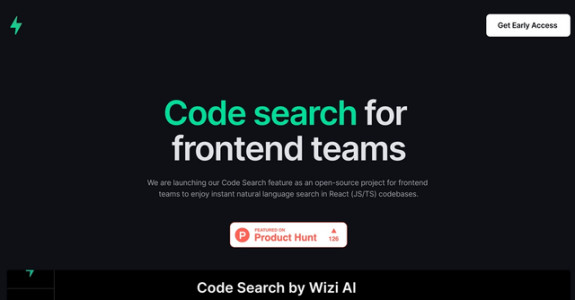 Get Early Access
Code search for
frontend teams
We are launching our Code Search feature as an open-source project for frontend
teams to enjoy instant natural language search in React (JS/TS) codebases.
P
FEATURED ON
Product Hunt
▲
136
Code Search by Wizi AI